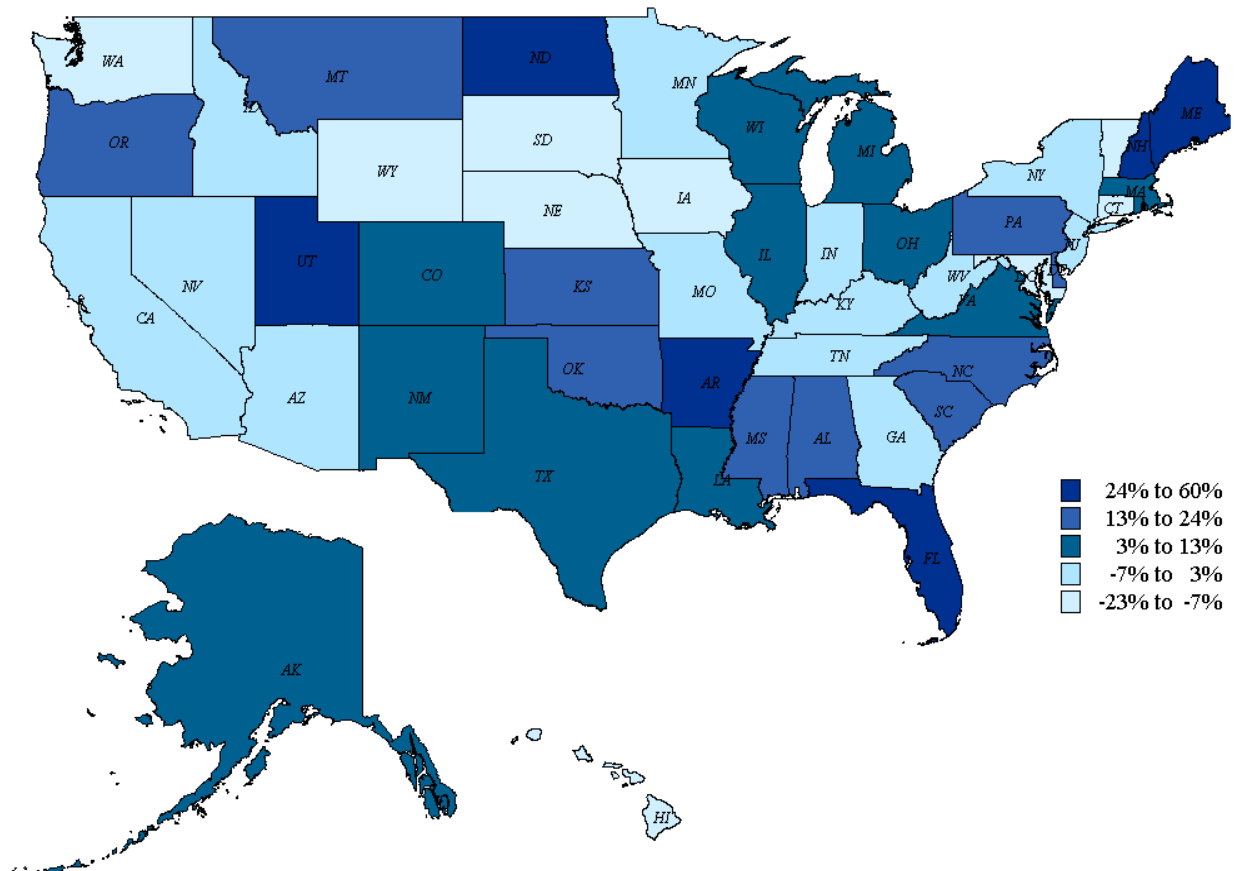 WA
MT
ND
MN
ME
OR
ID
SD
WI
MI
NH
WY
NY
MA
NE
IA
CT
PA
NV
UT
CO
KS
MO
IL
IN
OH
NJ
DE
DC
WV
VA
KY
CA
AZ
NM
OK
AR
TN
NC
SC
MS
AL
GA
TX
LA
FL
24% to 60%
13% to 24%
3% to 13%
-7% to 3%
-23% to -7%
AK
HI